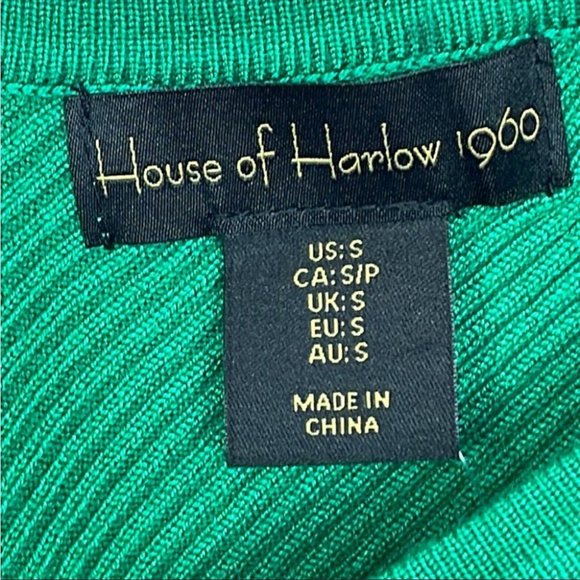 House of Harlow 1960
US: S
CA: S/P
UK: S
EU: S
AU: S
MADE IN
CHINA